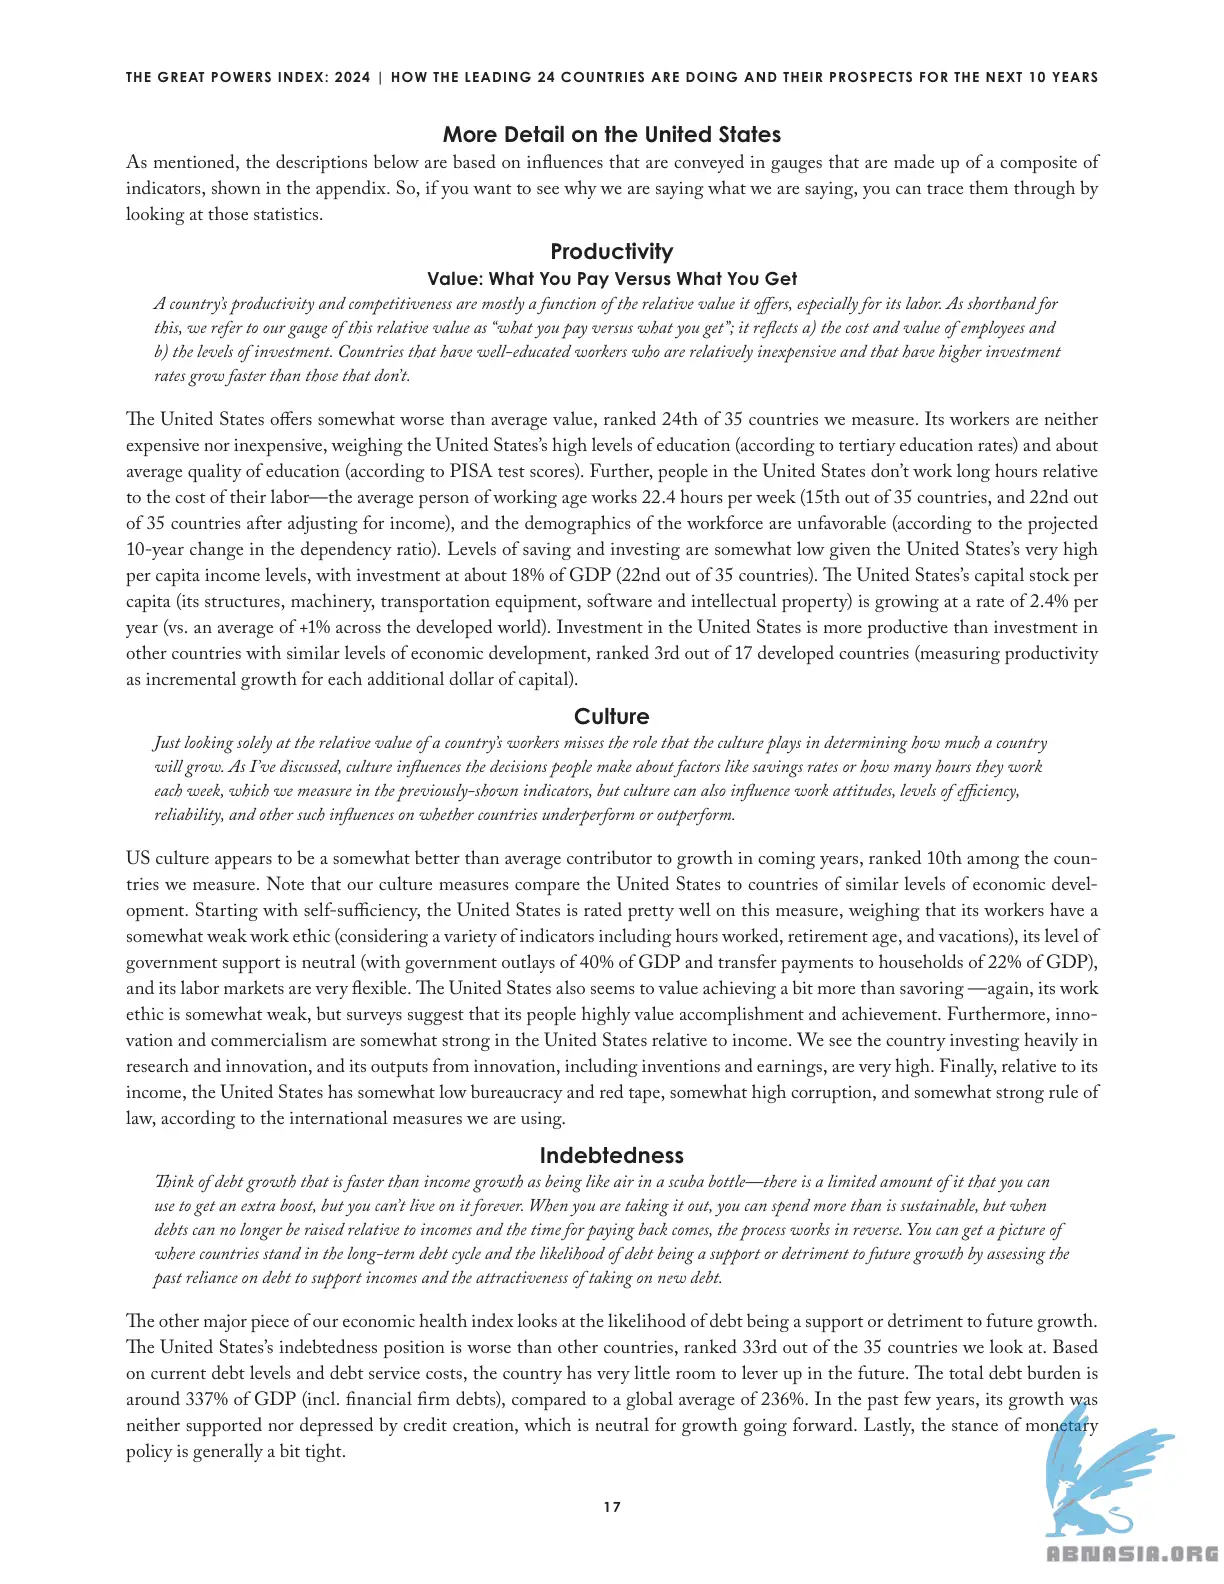 THE GREAT POWERS INDEX: 2024 | HOW THE LEADING 24 COUNTRIES ARE DOING AND THEIR PROSPECTS FOR THE NEXT 10 YEARS
More Detail on the United States
As mentioned, the descriptions below are based on influences that are conveyed in gauges that are made up of a composite of
indicators, shown in the appendix. So, if you want to see why we are saying what we are saying, you can trace them through by
looking at those statistics.
Productivity
Value: What You Pay Versus What You Get
A country’s productivity and competitiveness are mostly a function of the relative value it offers, especially for its labor. As shorthand for
this, we refer to our gauge of this relative value as “what you pay versus what you get”; it reflects a) the cost and value of employees and
b) the levels of investment. Countries that have well-educated workers who are relatively inexpensive and that have higher investment
rates grow faster than those that don’t.
The United States offers somewhat worse than average value, ranked 24th of 35 countries we measure. Its workers are neither
expensive nor inexpensive, weighing the United States’s high levels of education (according to tertiary education rates) and about
average quality of education (according to PISA test scores). Further, people in the United States don’t work long hours relative
to the cost of their labor—the average person of working age works 22.4 hours per week (15th out of 35 countries, and 22nd out
of 35 countries after adjusting for income), and the demographics of the workforce are unfavorable (according to the projected
10-year change in the dependency ratio). Levels of saving and investing are somewhat low given the United States’s very high
per capita income levels, with investment at about 18% of GDP (22nd out of 35 countries). The United States’s capital stock per
capita (its structures, machinery, transportation equipment, software and intellectual property) is growing at a rate of 2.4% per
year (vs. an average of +1% across the developed world). Investment in the United States is more productive than investment in
other countries with similar levels of economic development, ranked 3rd out of 17 developed countries (measuring productivity
as incremental growth for each additional dollar of capital).
Culture
Just looking solely at the relative value of a country’s workers misses the role that the culture plays in determining how much a country
will grow. As I’ve discussed, culture influences the decisions people make about factors like savings rates or how many hours they work
each week, which we measure in the previously-shown indicators, but culture can also influence work attitudes, levels of efficiency,
reliability, and other such influences on whether countries underperform or outperform.
US culture appears to be a somewhat better than average contributor to growth in coming years, ranked 10th among the coun-
tries we measure. Note that our culture measures compare the United States to countries of similar levels of economic devel-
opment. Starting with self-sufficiency, the United States is rated pretty well on this measure, weighing that its workers have a
somewhat weak work ethic (considering a variety of indicators including hours worked, retirement age, and vacations), its level of
government support is neutral (with government outlays of 40% of GDP and transfer payments to households of 22% of GDP),
and its labor markets are very flexible. The United States also seems to value achieving a bit more than savoring —again, its work
ethic is somewhat weak, but surveys suggest that its people highly value accomplishment and achievement. Furthermore, inno-
vation and commercialism are somewhat strong in the United States relative to income. We see the country investing heavily in
research and innovation, and its outputs from innovation, including inventions and earnings, are very high. Finally, relative to its
income, the United States has somewhat low bureaucracy and red tape, somewhat high corruption, and somewhat strong rule of
law, according to the international measures we are using.
Indebtedness
Think of debt growth that is faster than income growth as being like air in a scuba bottle—there is a limited amount of it that you can
use to get an extra boost, but you can’t live on it forever. When you are taking it out, you can spend more than is sustainable, but when
debts can no longer be raised relative to incomes and the time for paying back comes, the process works in reverse. You can get a picture of
where countries stand in the long-term debt cycle and the likelihood of debt being a support or detriment to future growth by assessing the
past reliance on debt to support incomes and the attractiveness of taking on new debt.
The other major piece of our economic health index looks at the likelihood of debt being a support or detriment to future growth.
The United States’s indebtedness position is worse than other countries, ranked 33rd out of the 35 countries we look at. Based
on current debt levels and debt service costs, the country has very little room to lever up in the future. The total debt burden is
around 337% of GDP (incl. financial firm debts), compared to a global average of 236%. In the past few years, its growth was
neither supported nor depressed by credit creation, which is neutral for growth going forward. Lastly, the stance of monetary
policy is generally a bit tight.
17
ABNASIA.ORG